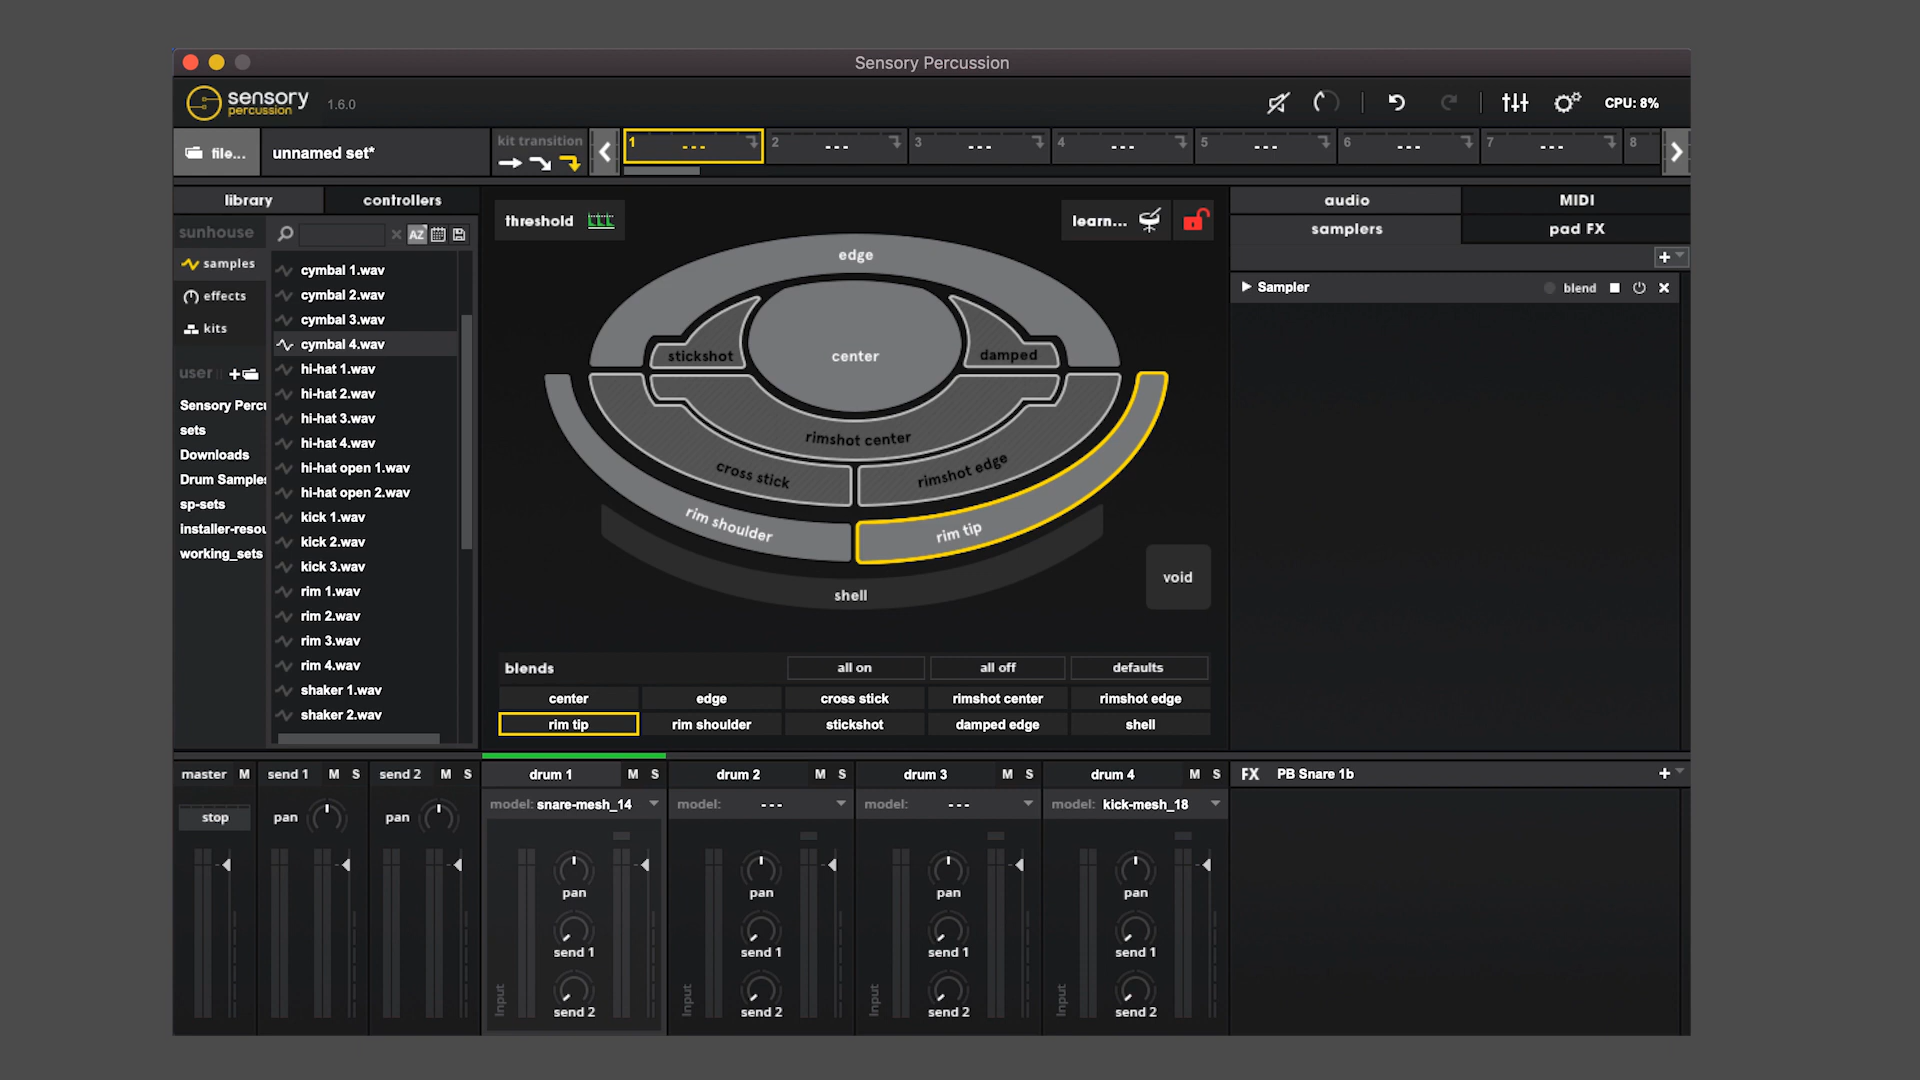 Sensory Percussion
sensory percussion 1.6.0
CPU: 8%
file...
unnamed set*
kit transition
1 ---
2 ---
3 ---
4 ---
5 ---
6 ---
7 ---
8
library
controllers
sunhouse
AZ
samples
effects
kits
user
Sensory Percu
sets
Downloads
Drum Samples
sp-sets
installer-resou
working_sets
cymbal 1.wav
cymbal 2.wav
cymbal 3.wav
cymbal 4.wav
hi-hat 1.wav
hi-hat 2.wav
hi-hat 3.wav
hi-hat 4.wav
hi-hat open 1.wav
hi-hat open 2.wav
kick 1.wav
kick 2.wav
kick 3.wav
rim 1.wav
rim 2.wav
rim 3.wav
rim 4.wav
shaker 1.wav
shaker 2.wav
threshold
learn...
edge
stickshot
center
damped
rimshot center
cross stick
rimshot edge
rim shoulder
rim tip
shell
void
blends
all on
all off
defaults
center
edge
cross stick
rimshot center
rimshot edge
rim tip
rim shoulder
stickshot
damped edge
shell
audio
MIDI
samplers
pad FX
+
Sampler
blend
master M
stop
send 1 M S
pan
send 2 M S
pan
drum 1 M S
model: snare-mesh_14
pan
send 1
send 2
Input
drum 2 M S
model: ---
pan
send 1
send 2
Input
drum 3 M S
model: ---
pan
send 1
send 2
Input
drum 4 M S
model: kick-mesh_18
pan
send 1
send 2
Input
FX PB Snare 1b +